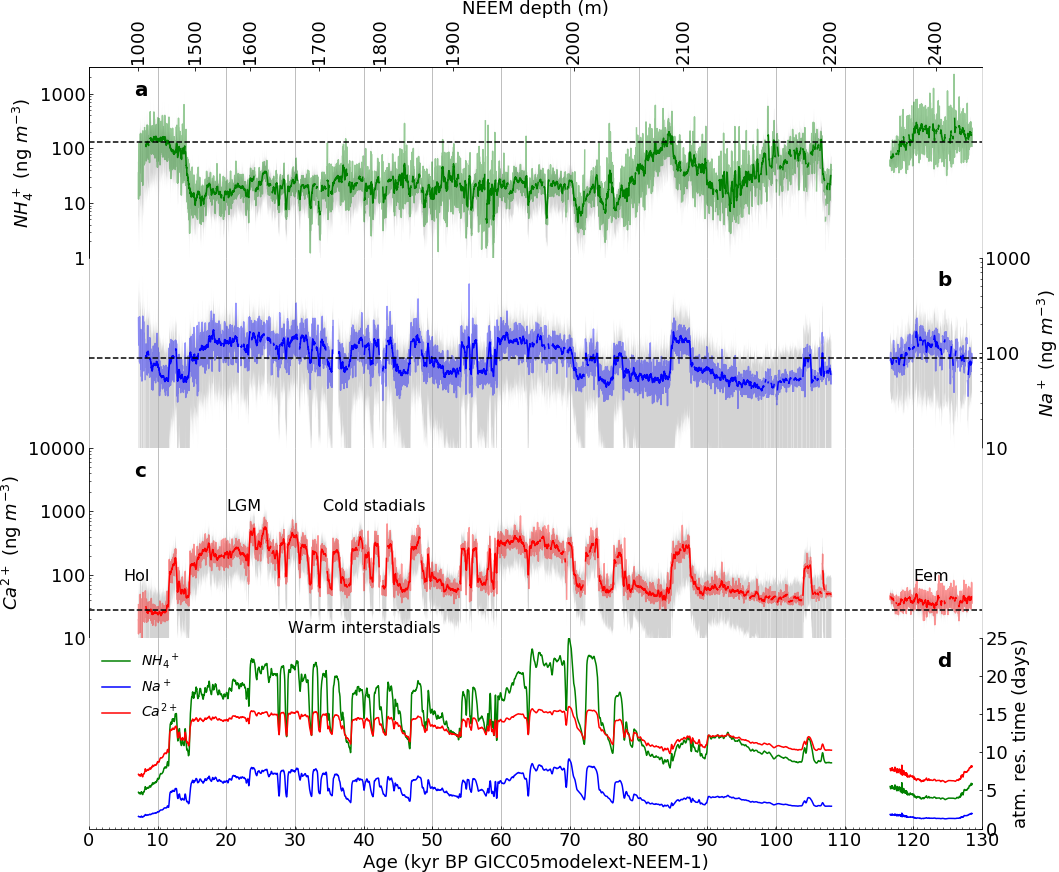 NEEM depth (m)
1000 1500 1600 1700 1800 1900 2000 2100 2200 2400
a
1000
100
10
1
NH₄⁺ (ng m⁻³)
b
1000
100
10
Na⁺ (ng m⁻³)
10000
1000
100
10
Ca²⁺ (ng m⁻³)
c
LGM Cold stadials
Hol Eem
Warm interstadials
d
NH₄⁺
Na⁺
Ca²⁺
25
20
15
10
5
0
atm. res. time (days)
0 10 20 30 40 50 60 70 80 90 100 110 120 130
Age (kyr BP GICC05modelext-NEEM-1)